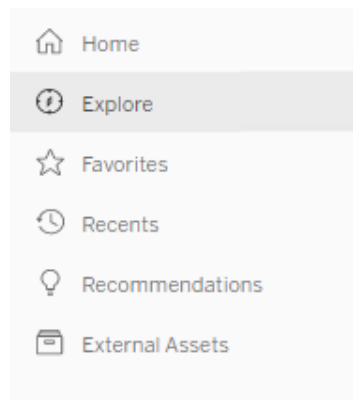 Home
Explore
Favorites
Recents
Recommendations
External Assets